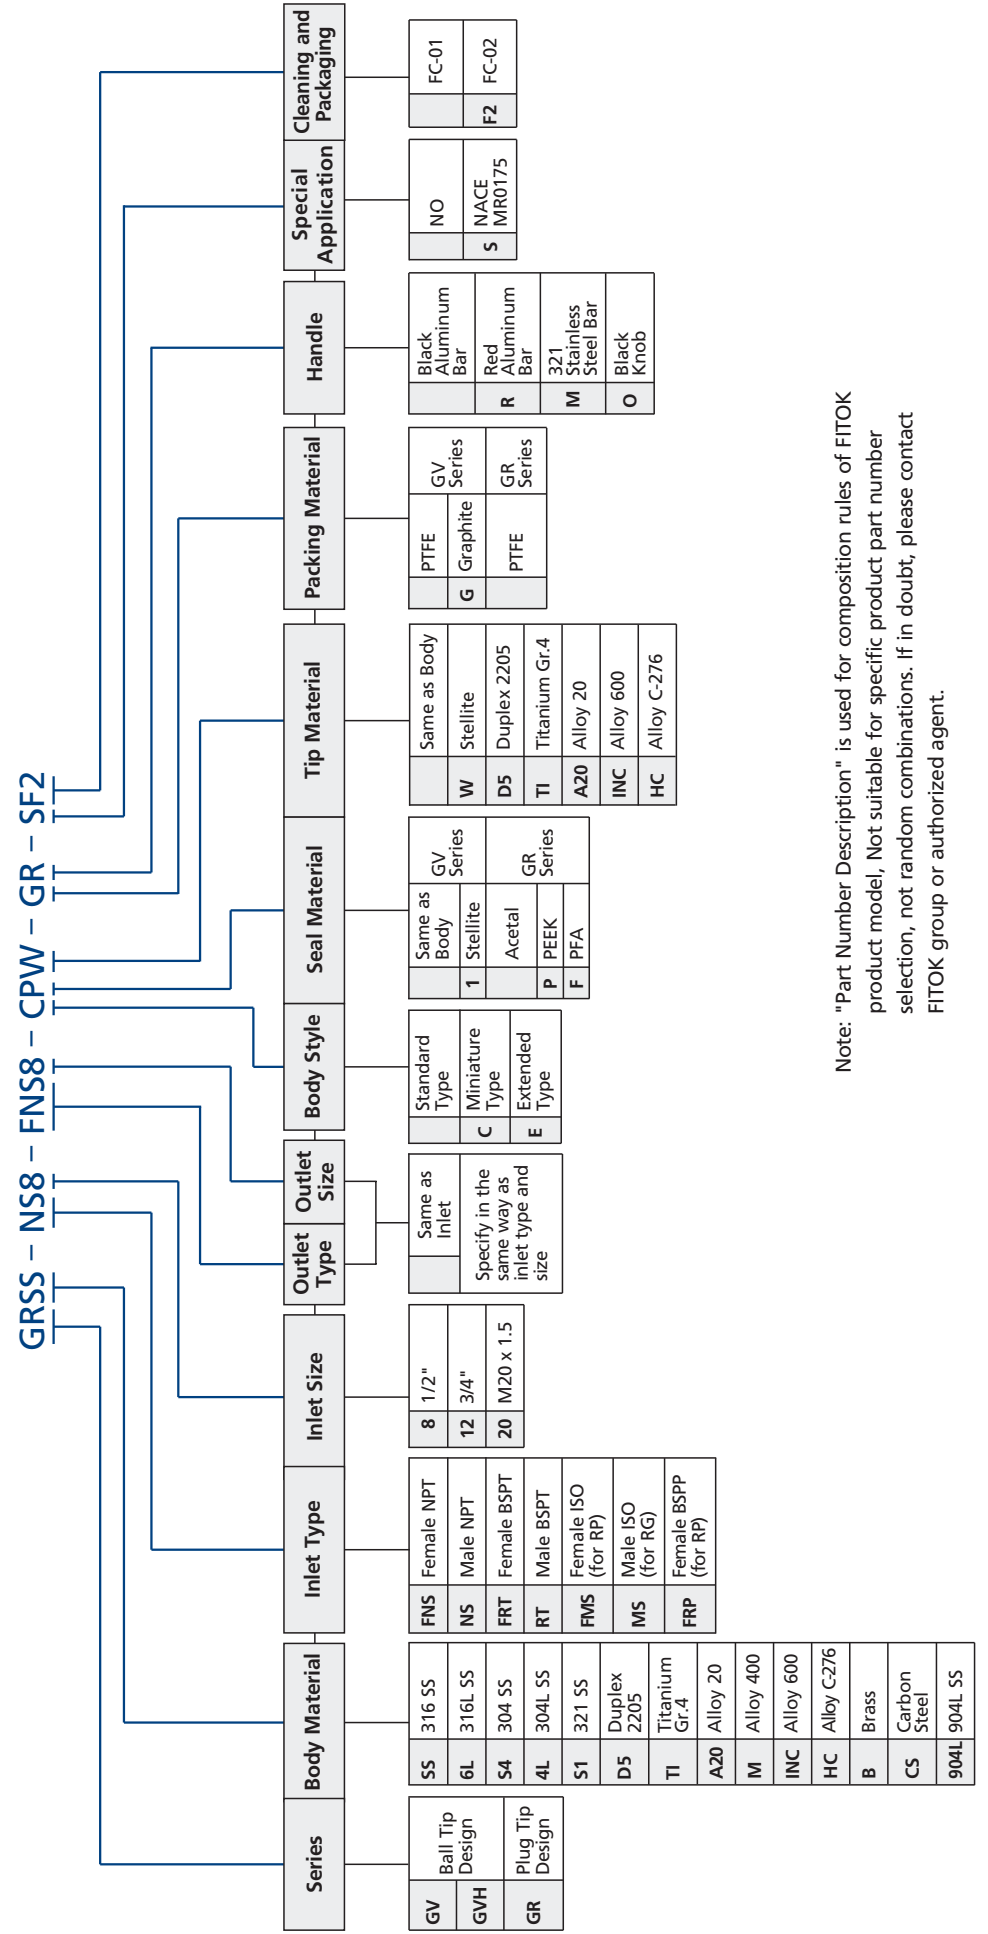 GRSS – NS8 – FNS8 – CPW – GR – SF2
Series
GV
GVH
Ball Tip
Design
GR
Plug Tip
Design
Body Material
SS 316 SS
6L 316L SS
S4 304 SS
4L 304L SS
S1 321 SS
D5 Duplex
2205
TI Titanium
Gr.4
A20 Alloy 20
M Alloy 400
INC Alloy 600
HC Alloy C-276
B Brass
CS Carbon
Steel
904L 904L SS
Inlet Type
FNS Female NPT
NS Male NPT
FRT Female BSPT
RT Male BSPT
FMS Female ISO
(for RP)
MS Male ISO
(for RG)
FRP Female BSPP
(for RP)
Inlet Size
8 1/2"
12 3/4"
20 M20 x 1.5
Outlet
Type
Outlet
Size
Same as
Inlet
Specify in the
same way as
inlet type and
size
Body Style
Standard
Type
C Miniature
Type
E Extended
Type
Seal Material
Same as
Body
1 Stellite
GV
Series
Acetal
P PEEK
F PFA
GR
Series
Tip Material
Same as Body
W Stellite
D5 Duplex 2205
TI Titanium Gr.4
A20 Alloy 20
INC Alloy 600
HC Alloy C-276
Packing Material
PTFE
G Graphite
GV
Series
PTFE
GR
Series
Handle
Black
Aluminum
Bar
R Red
Aluminum
Bar
M 321
Stainless
Steel Bar
O Black
Knob
Special
Application
NO
S NACE
MR0175
Cleaning and
Packaging
FC-01
F2 FC-02
Note: "Part Number Description" is used for composition rules of FITOK
product model, Not suitable for specific product part number
selection, not random combinations. If in doubt, please contact
FITOK group or authorized agent.